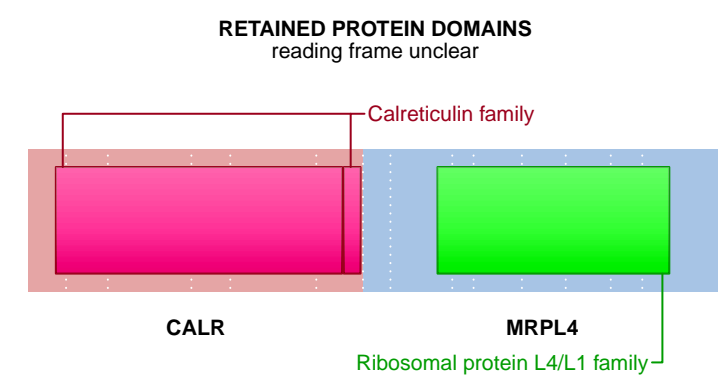 RETAINED PROTEIN DOMAINS
reading frame unclear
Calreticulin family
CALR
MRPL4
Ribosomal protein L4/L1 family